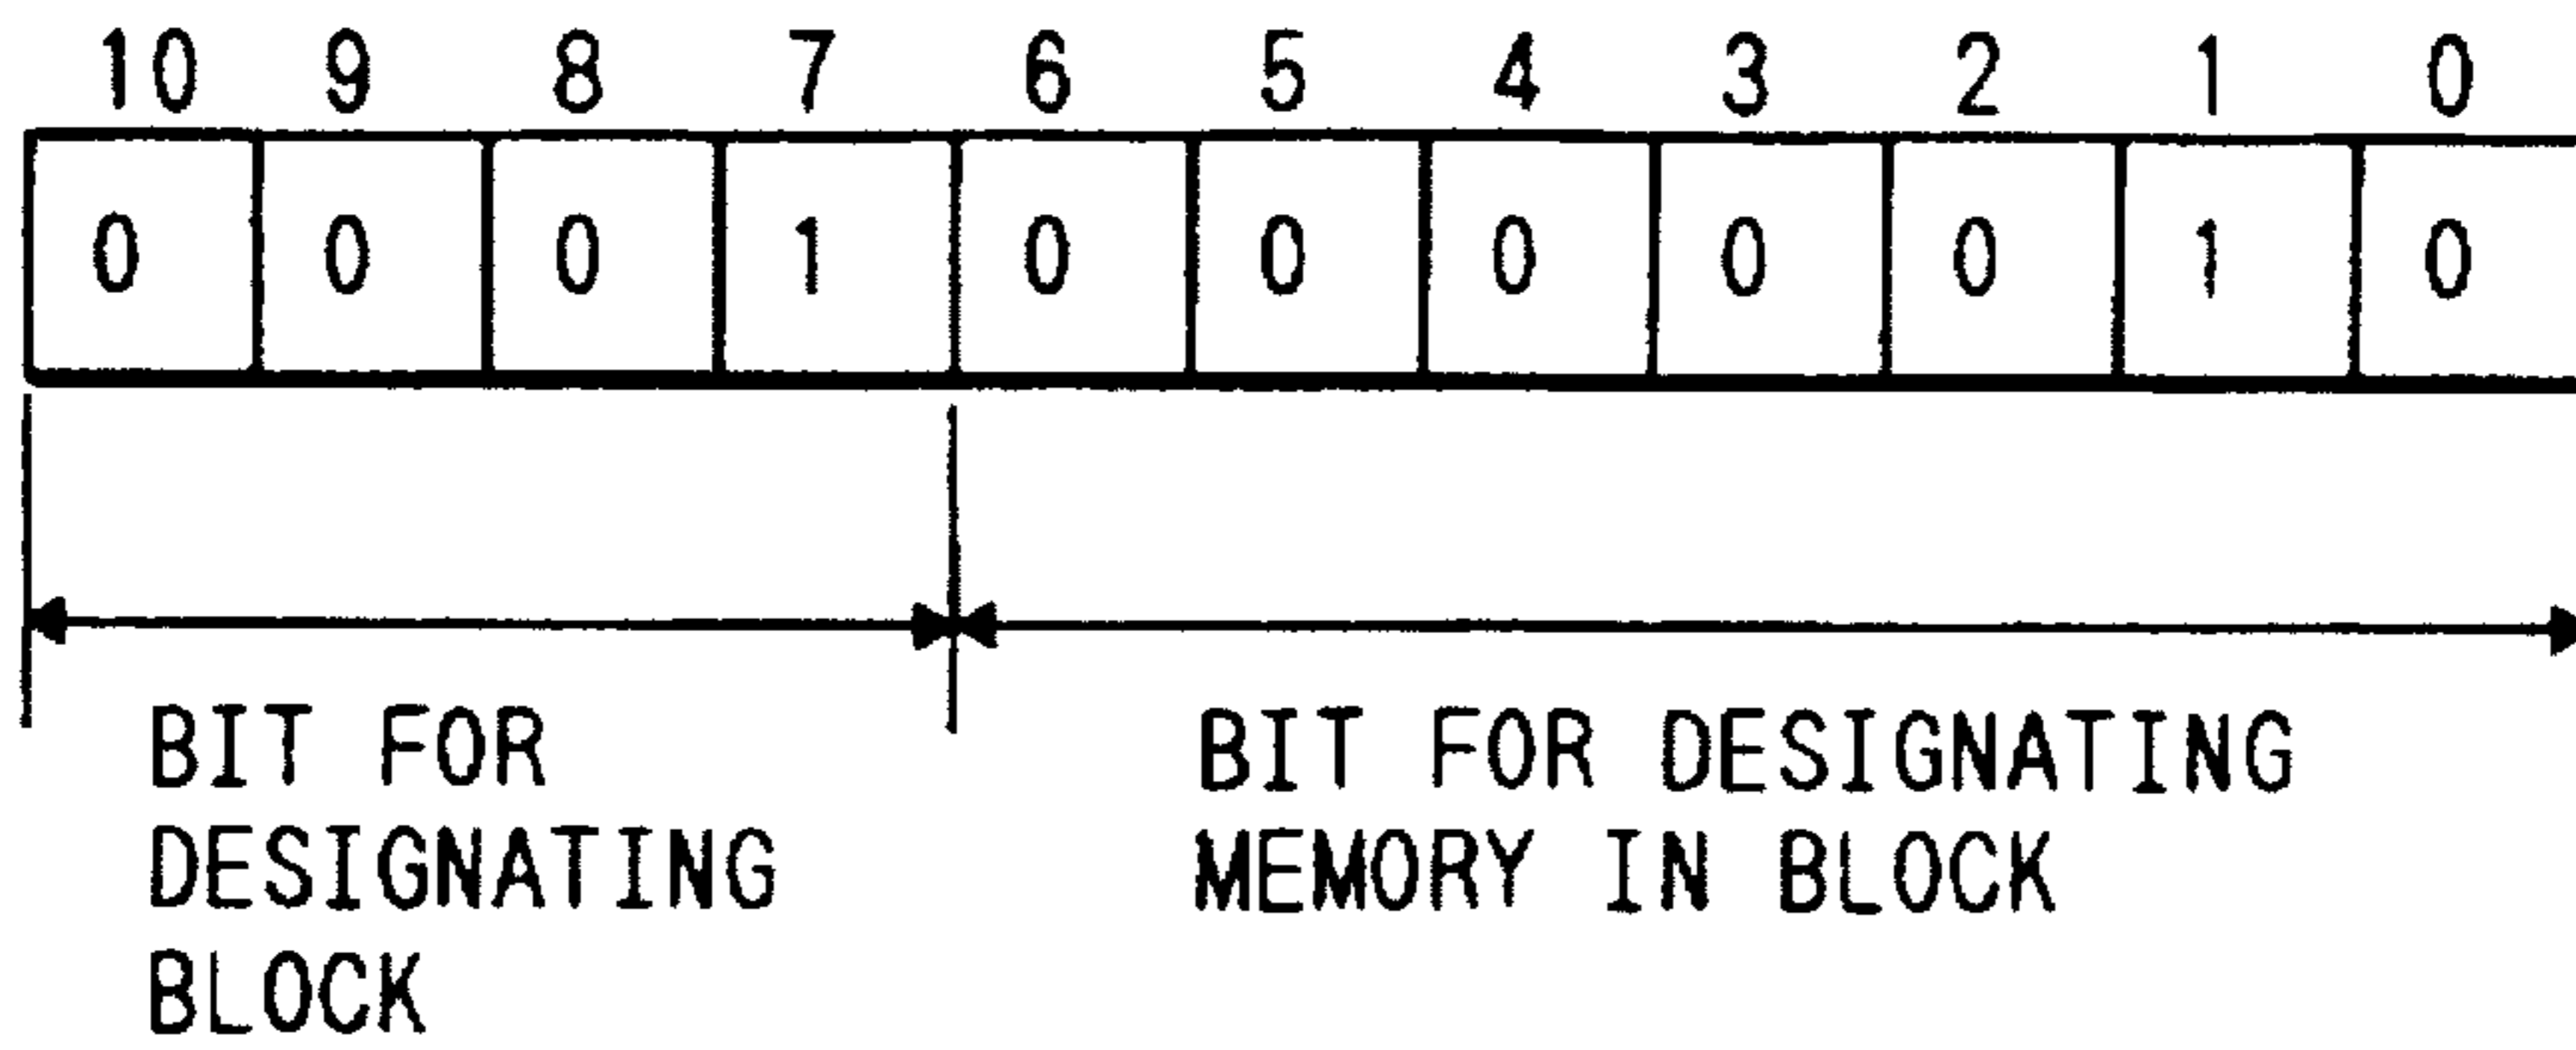 10 9 8 7 6 5 4 3 2 1 0
0 0 0 1 0 0 0 0 0 1 0
BIT FOR
DESIGNATING
BLOCK
BIT FOR DESIGNATING
MEMORY IN BLOCK